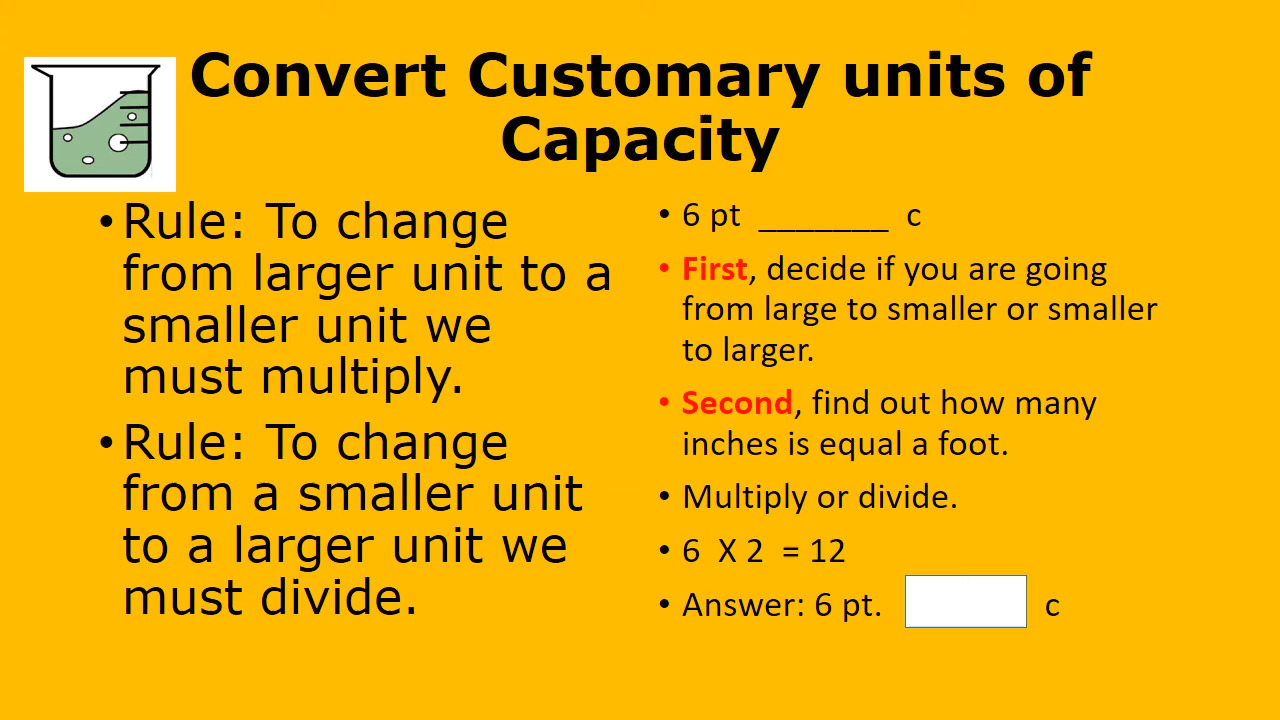 Convert Customary units of
Capacity
• Rule: To change
from larger unit to a
smaller unit we
must multiply.
• Rule: To change
from a smaller unit
to a larger unit we
must divide.
• 6 pt _______ c
• First, decide if you are going
from large to smaller or smaller
to larger.
• Second, find out how many
inches is equal a foot.
• Multiply or divide.
• 6 X 2 = 12
• Answer: 6 pt. c